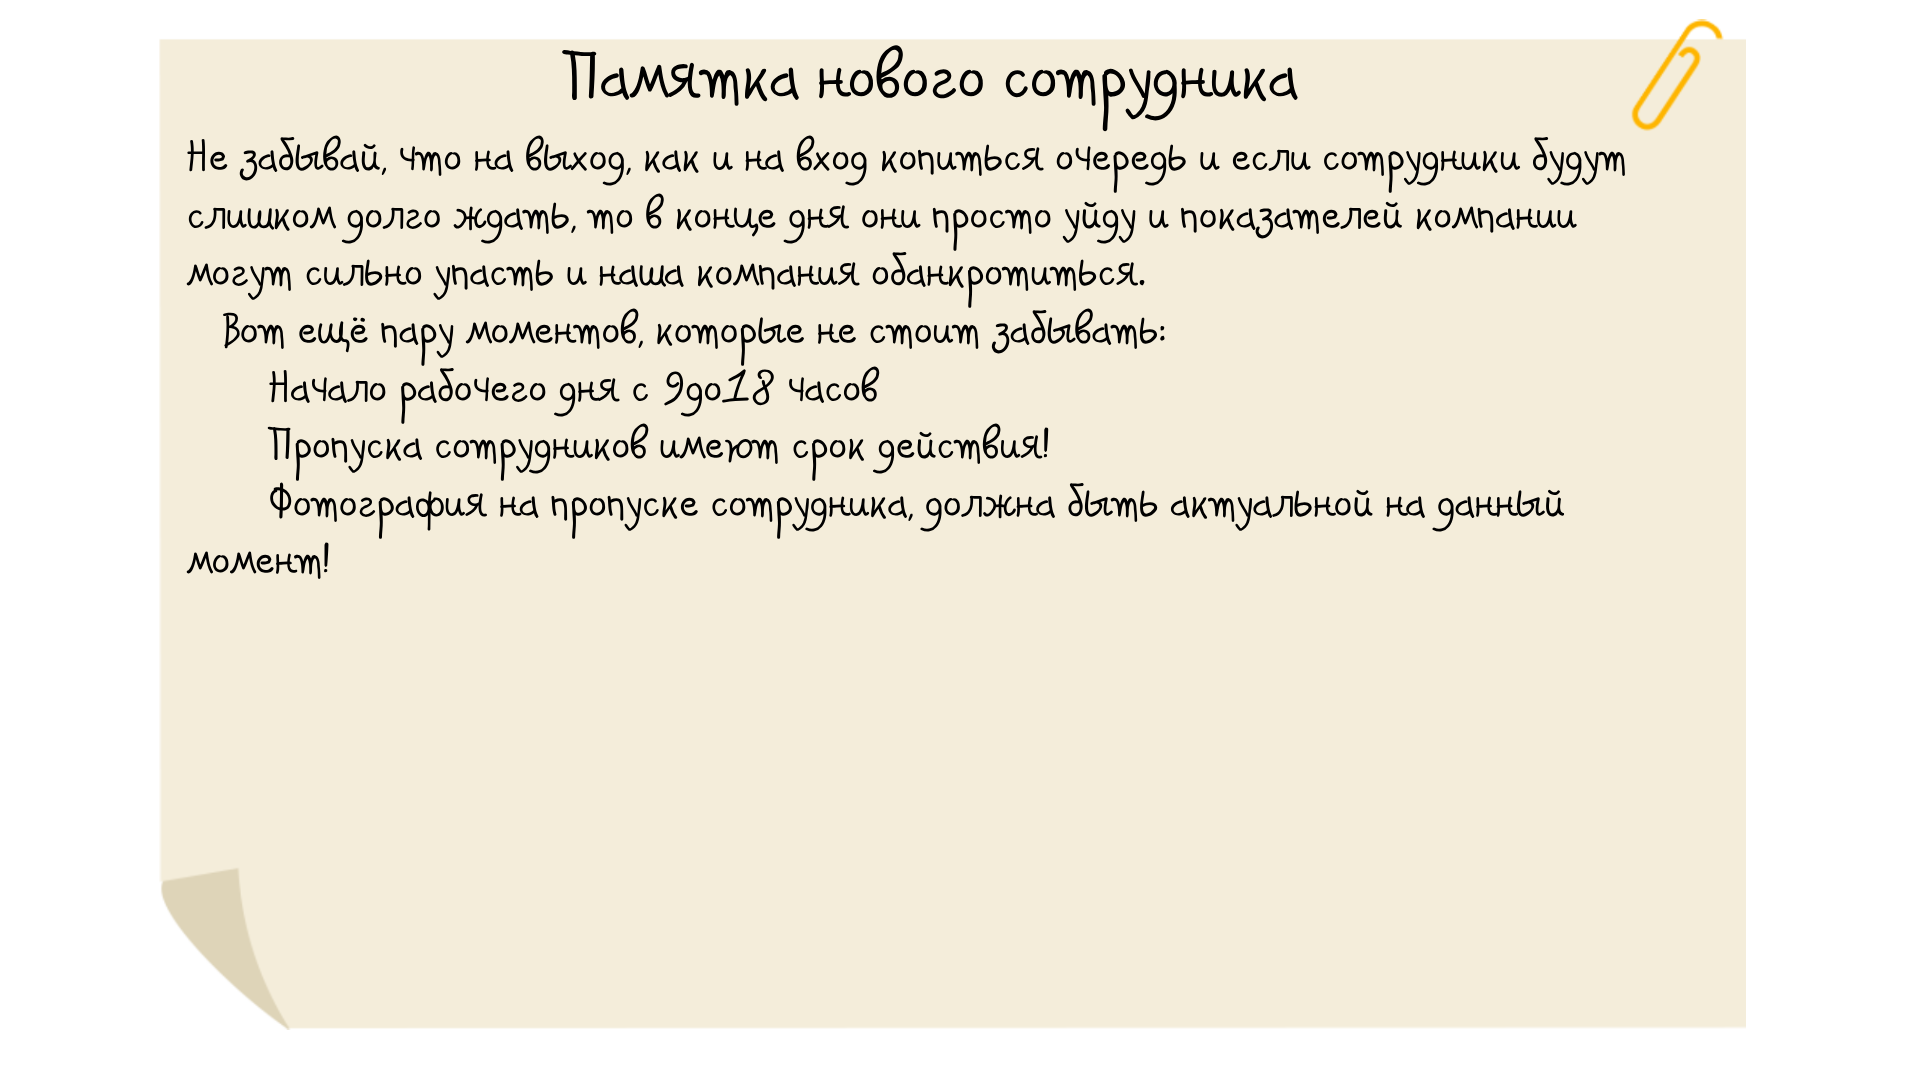 Памятка нового сотрудника
Не забывай, что на выход, как и на вход копиться очередь и если сотрудники будут
слишком долго ждать, то в конце дня они просто уйду и показателей компании
могут сильно упасть и наша компания обанкротиться.
Вот ещё пару моментов, которые не стоит забывать:
Начало рабочего дня с 9до18 часов
Пропуска сотрудников имеют срок действия!
Фотография на пропуске сотрудника, должна быть актуальной на данный
момент!